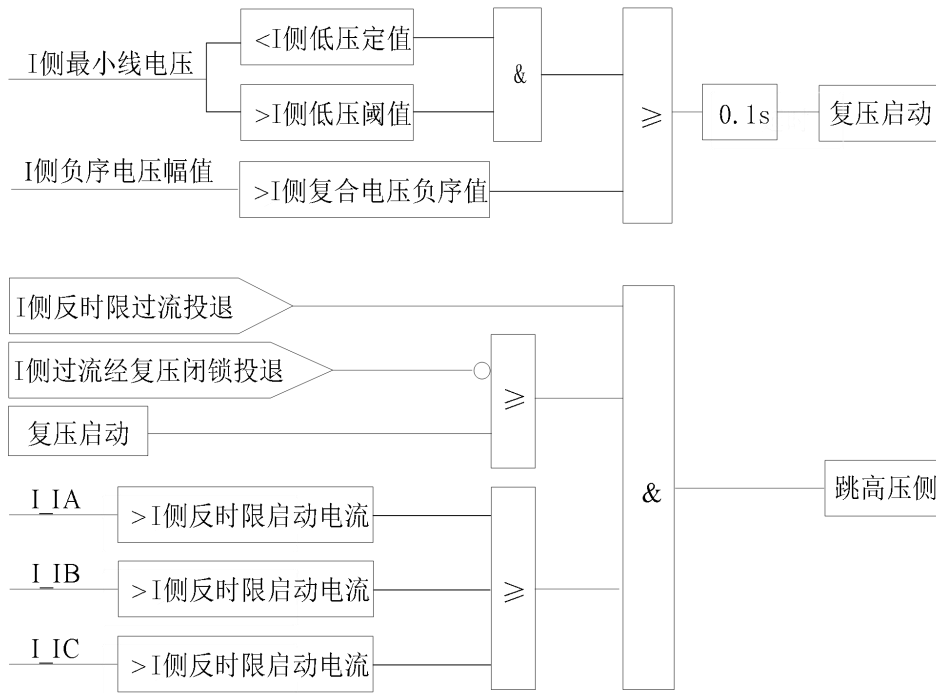 I侧最小线电压
<I侧低压定值
>I侧低压阈值
&
≥
0.1s
复压启动
I侧负序电压幅值
>I侧复合电压负序值
I侧反时限过流投退
I侧过流经复压闭锁投退
≥
复压启动
&
跳高压侧
I_IA
>I侧反时限启动电流
I_IB
>I侧反时限启动电流
≥
I_IC
>I侧反时限启动电流